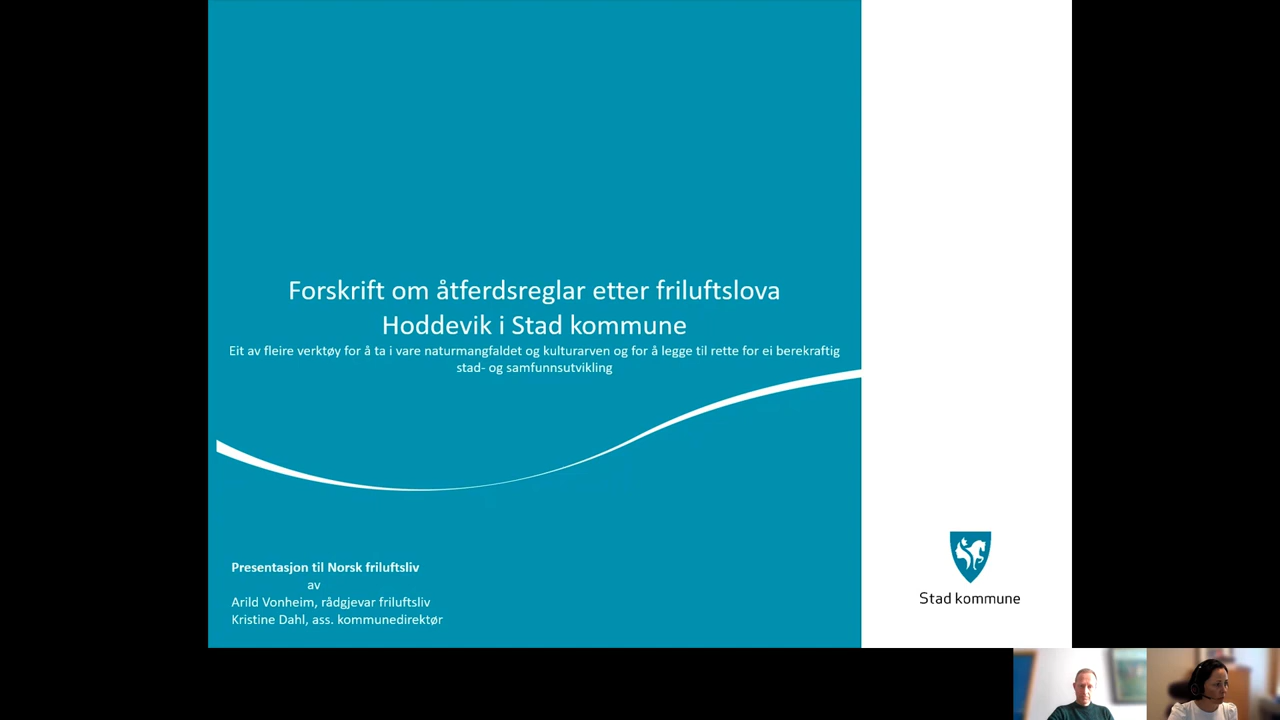 Forskrift om åtferdsreglar etter friluftslova
Hoddevik i Stad kommune
Eit av fleire verktøy for å ta i vare naturmangfaldet og kulturarven og for å legge til rette for ei berekraftig
stad- og samfunnsutvikling
Presentasjon til Norsk friluftsliv
av
Arild Vonheim, rådgjevar friluftsliv
Kristine Dahl, ass. kommunedirektør
Stad kommune